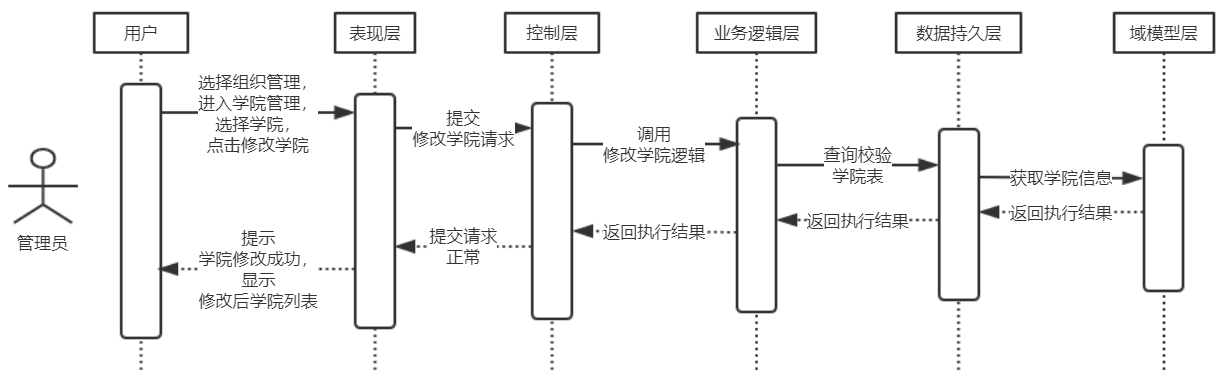 用户
表现层
控制层
业务逻辑层
数据持久层
域模型层
选择组织管理，
进入学院管理，
选择学院，
点击修改学院
提交
修改学院请求
调用
修改学院逻辑
查询校验
学院表
获取学院信息
返回执行结果
返回执行结果
返回执行结果
提交请求
正常
提示
学院修改成功，
显示
修改后学院列表
管理员